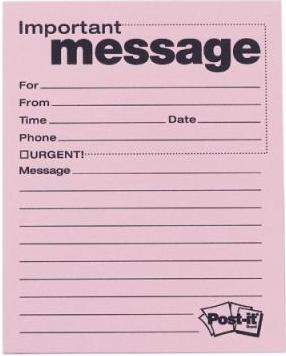 Important
message
For
From
Time Date
Phone
☐URGENT!
Message
Post-it